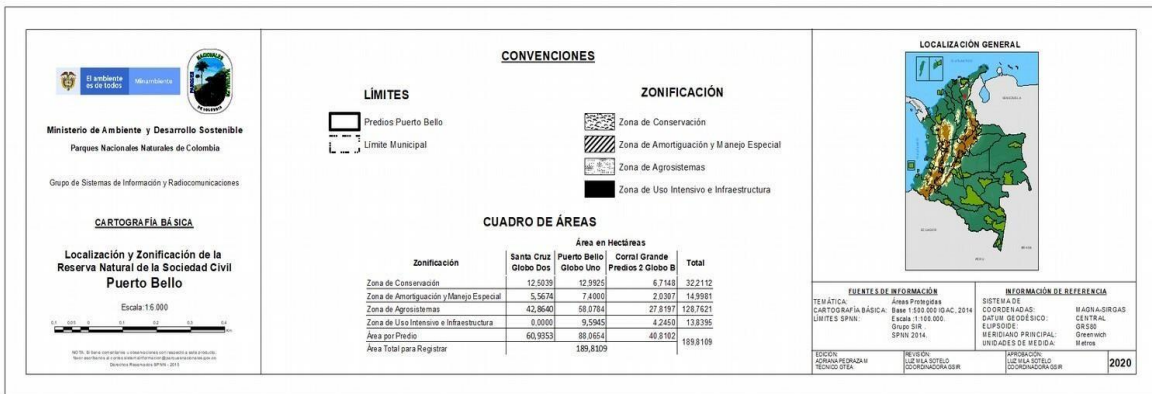 El ambiente
es de todos
Minambiente
PARQUES NACIONALES NATURALES
DE COLOMBIA
Ministerio de Ambiente y Desarrollo Sostenible
Parques Nacionales Naturales de Colombia
Grupo de Sistemas de Información y Radiocomunicaciones
CARTOGRAFÍA BÁSICA
Localización y Zonificación de la
Reserva Natural de la Sociedad Civil
Puerto Bello
Escala:1:6.000
Derechos Reservados SPNN - 2015
CONVENCIONES
LÍMITES
Predios Puerto Bello
Límite Municipal
ZONIFICACIÓN
Zona de Conservación
Zona de Amortiguación y Manejo Especial
Zona de Agrosistemas
Zona de Uso Intensivo e Infraestructura
CUADRO DE ÁREAS
Área en Hectáreas
Zonificación Santa Cruz Globo Dos Puerto Bello Globo Uno Corral Grande Predios 2 Globo B Total
Zona de Conservación 12,5039 12,9925 6,7148 32,2112
Zona de Amortiguación y Manejo Especial 5,5674 7,4000 2,0307 14,9981
Zona de Agrosistemas 42,8640 58,0784 27,8197 128,7621
Zona de Uso Intensivo e Infraestructura 0,0000 9,5945 4,2450 13,8395
Área por Predio 60,9353 88,0654 40,8102 189,8109
Área Total para Registrar 189,8109
LOCALIZACIÓN GENERAL
FUENTES DE INFORMACIÓN
TEMÁTICA: Áreas Protegidas
CARTOGRAFÍA BÁSICA: Base 1:500.000 IGAC, 2014
LÍMITES SPNN: Escala :1:100.000.
Grupo SIR .
SPNN 2014.
INFORMACIÓN DE REFERENCIA
SISTEMA DE
COORDENADAS: MAGNA-SIRGAS
DATUM GEODÉSICO: CENTRAL
ELIPSOIDE: GRS80
MERIDIANO PRINCIPAL: Greenwich
UNIDADES DE MEDIDA: Metros
EDICIÓN:
ADRIANA PEDRAZA M
TÉCNICO GTEA
REVISIÓN:
LUZ MILA SOTELO
COORDINADORA GSIR
APROBACIÓN:
LUZ MILA SOTELO
COORDINADORA GSIR
2020